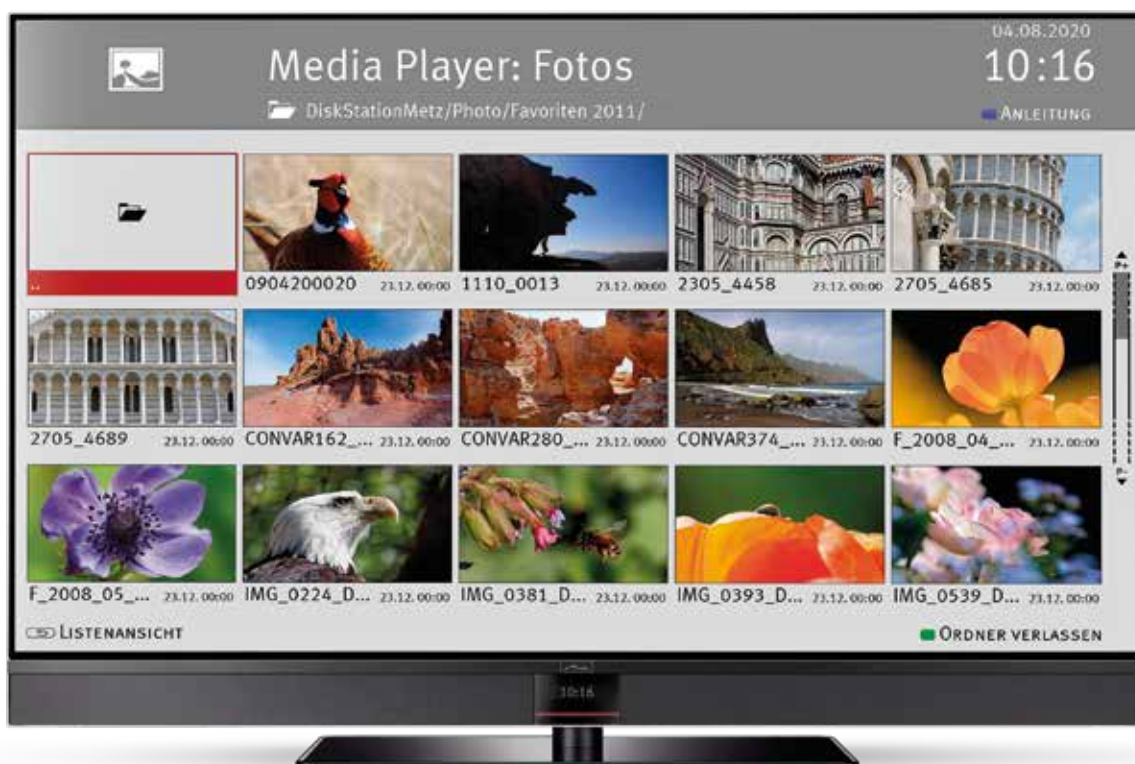 04.08.2020
Media Player: Fotos
10:16
DiskStationMetz/Photo/Favoriten 2011/
ANLEITUNG
..
0904200020 23.12. 00:00
1110_0013 23.12. 00:00
2305_4458 23.12. 00:00
2705_4685 23.12. 00:00
P+
2705_4689 23.12. 00:00
CONVAR162_... 23.12. 00:00
CONVAR280_... 23.12. 00:00
CONVAR374_... 23.12. 00:00
F_2008_04_... 23.12. 00:00
P-
F_2008_05_... 23.12. 00:00
IMG_0224_D... 23.12. 00:00
IMG_0381_D... 23.12. 00:00
IMG_0393_D... 23.12. 00:00
IMG_0539_D... 23.12. 00:00
LISTENANSICHT
ORDNER VERLASSEN
10:16